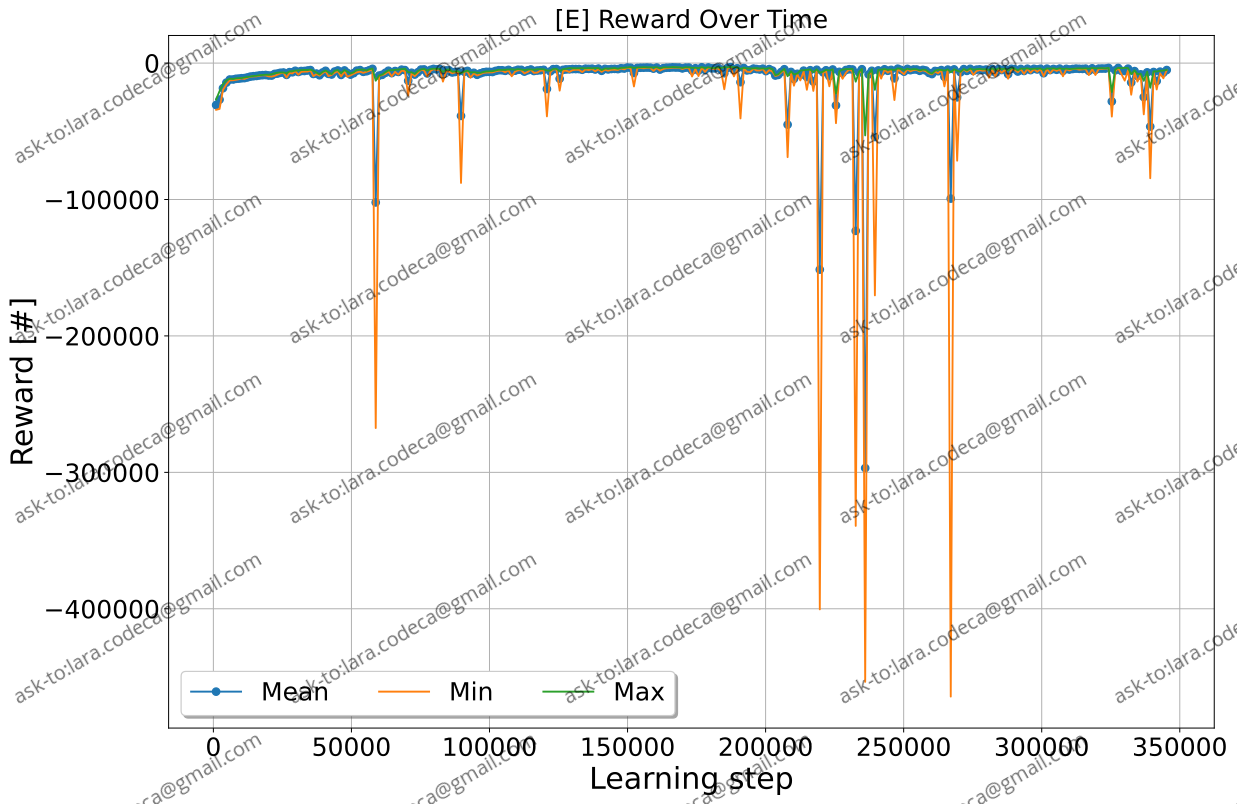 [E] Reward Over Time
0
−100000
−200000
−300000
−400000
Reward [#]
Mean Min Max
0 50000 100000 150000 200000 250000 300000 350000
Learning step
ask-to:lara.codeca@gmail.com